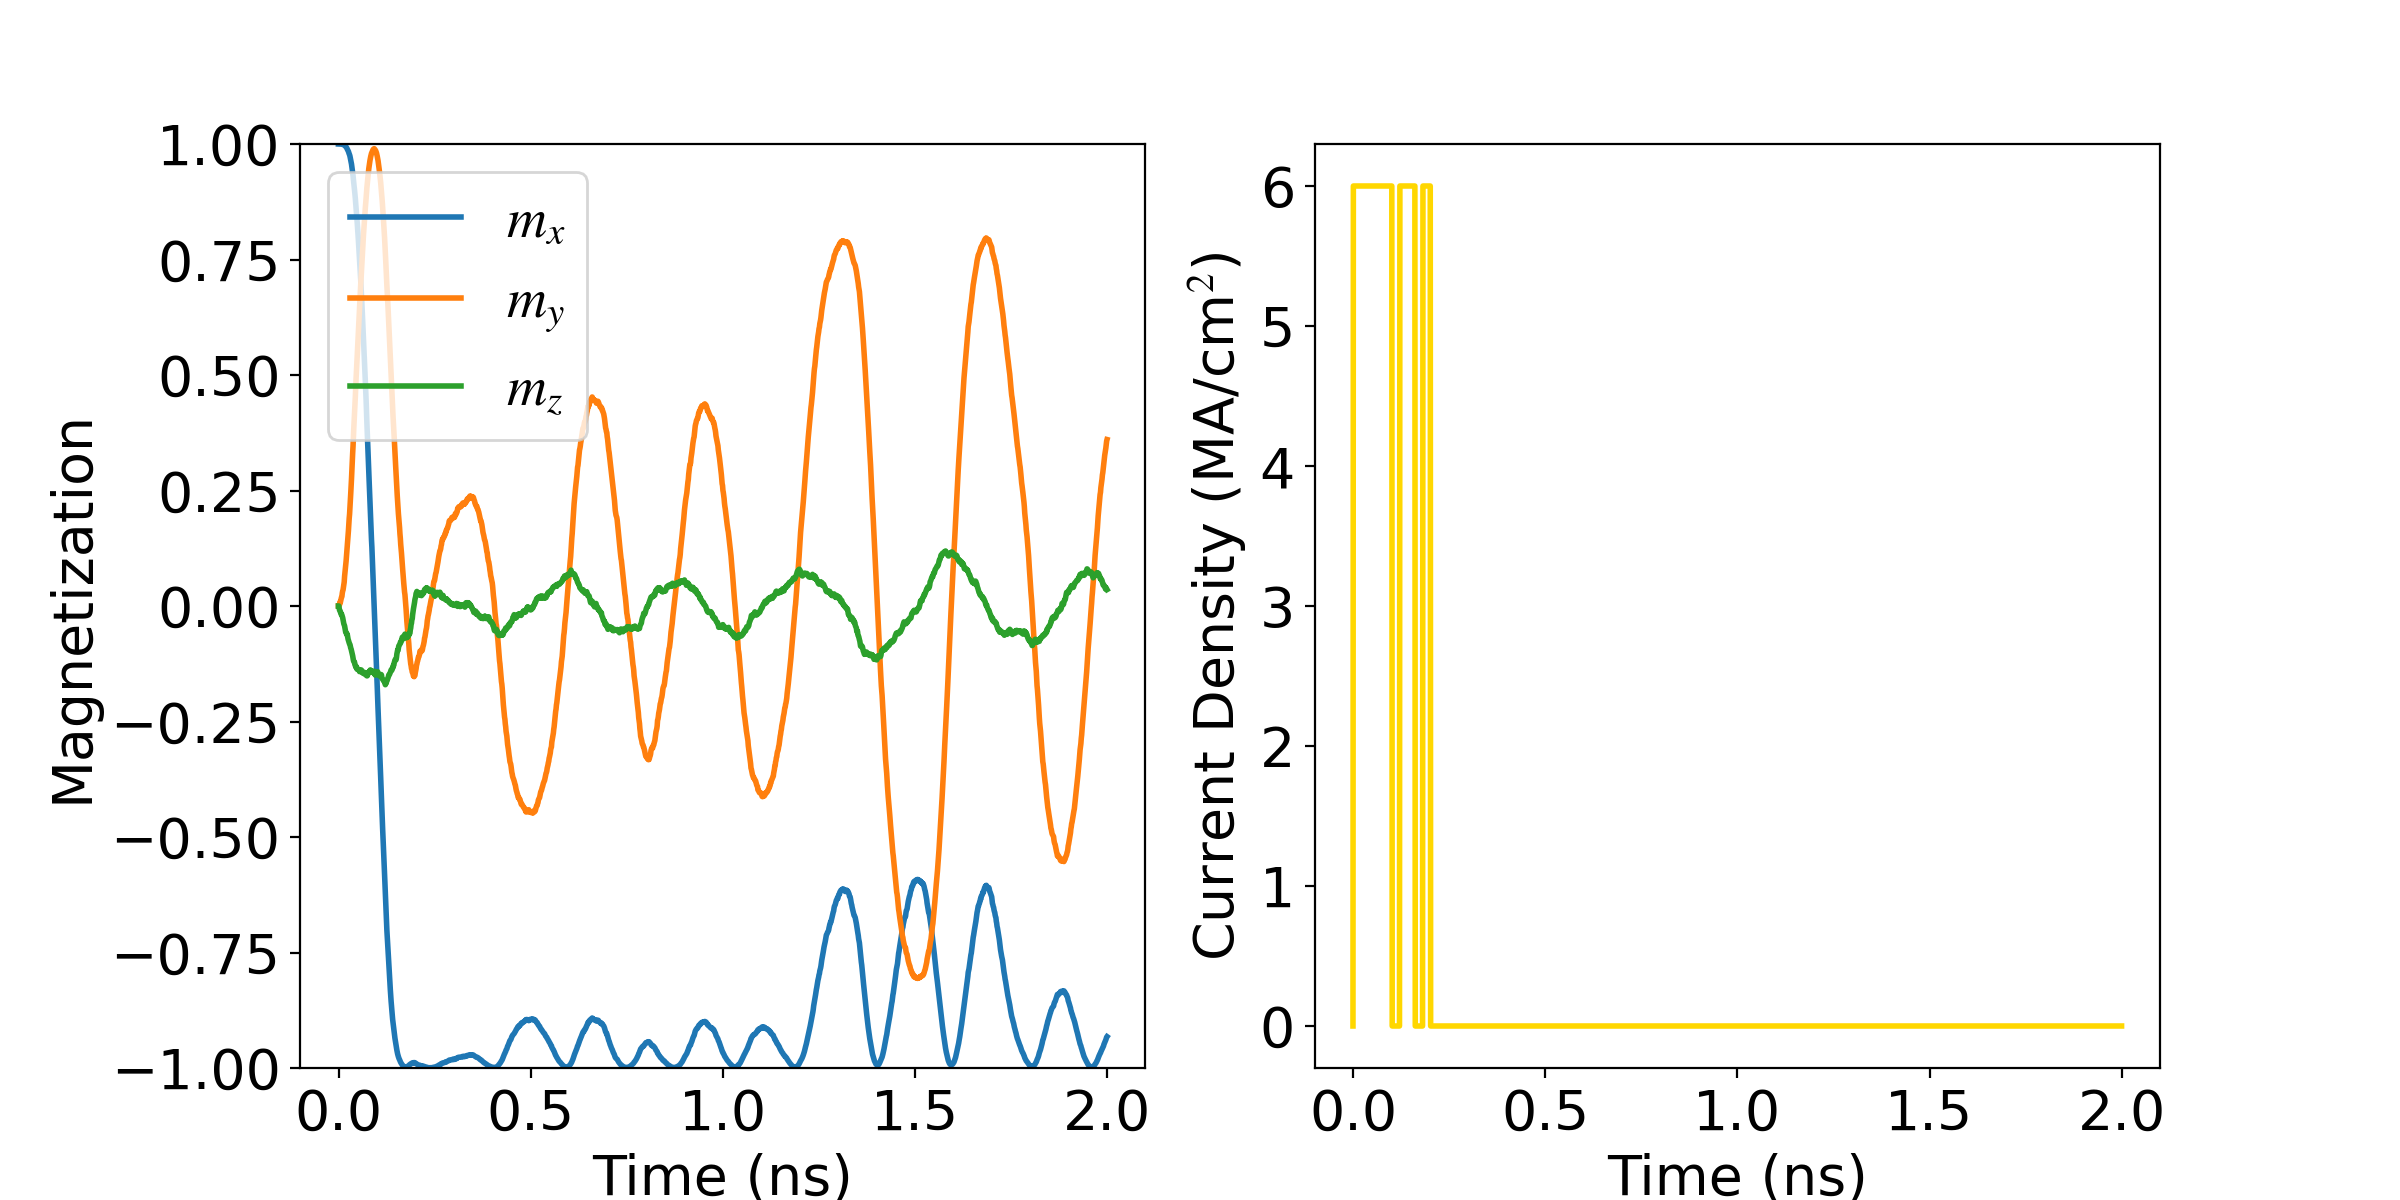 1.00
0.75
0.50
0.25
0.00
−0.25
−0.50
−0.75
−1.00
Magnetization
m_x
m_y
m_z
0.0 0.5 1.0 1.5 2.0
Time (ns)
6
5
4
3
2
1
0
Current Density (MA/cm²)
0.0 0.5 1.0 1.5 2.0
Time (ns)